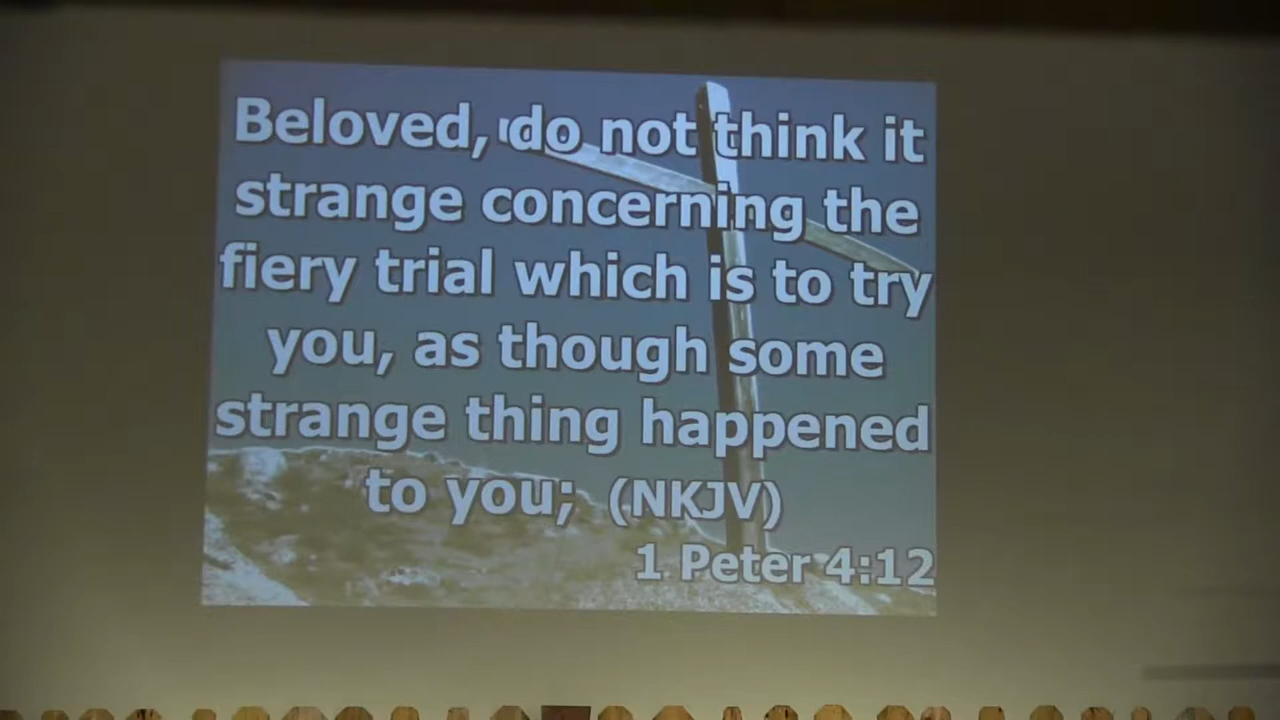 Beloved, do not think it
strange concerning the
fiery trial which is to try
you, as though some
strange thing happened
to you; (NKJV)
1 Peter 4:12